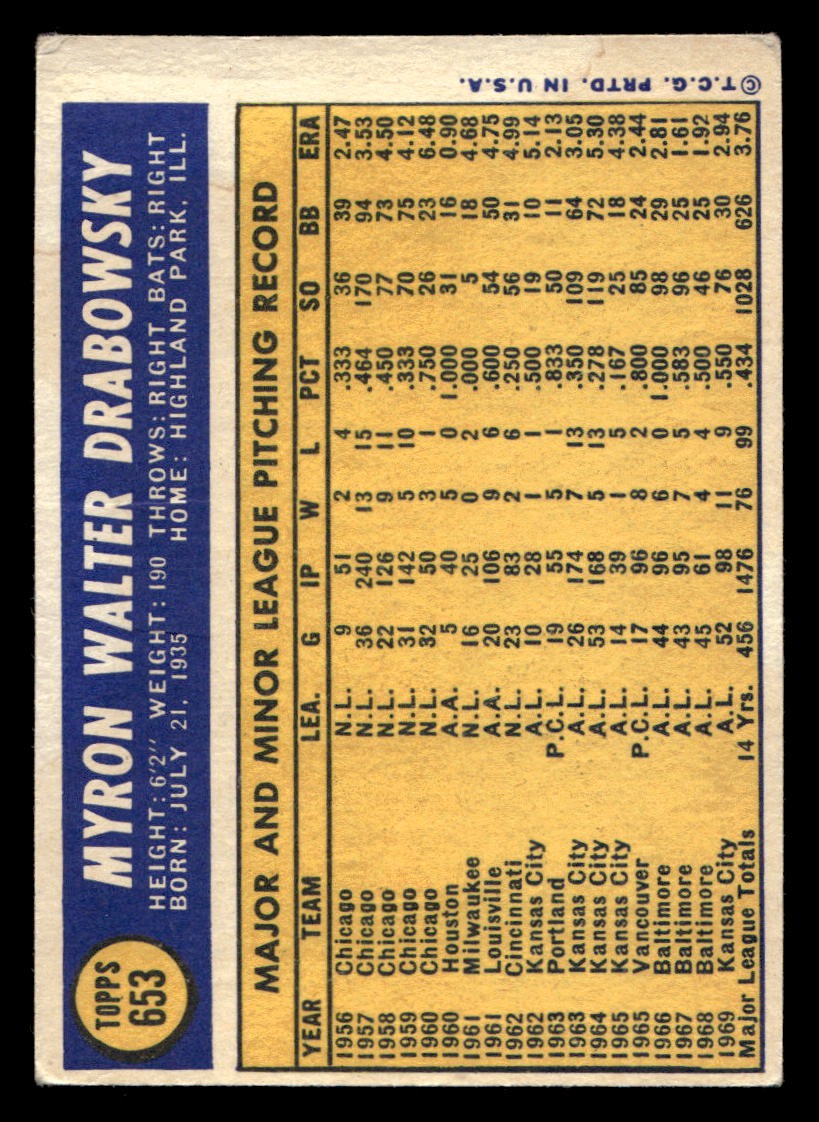 TOPPS
653
MYRON WALTER DRABOWSKY
HEIGHT: 6'2" WEIGHT: 190 THROWS: RIGHT BATS: RIGHT
BORN: JULY 21, 1935 HOME: HIGHLAND PARK, ILL.
MAJOR AND MINOR LEAGUE PITCHING RECORD
YEAR TEAM LEA. G IP W L PCT SO BB ERA
1956 Chicago N.L. 9 51 2 4 .333 36 39 2.47
1957 Chicago N.L. 36 240 13 15 .464 170 94 3.53
1958 Chicago N.L. 22 126 9 11 .450 77 73 4.50
1959 Chicago N.L. 31 142 5 10 .333 70 75 4.12
1960 Chicago N.L. 32 50 3 1 .750 26 23 6.48
1960 Houston A.A. 5 40 5 0 1.000 31 16 0.90
1961 Milwaukee N.L. 16 25 0 2 .000 5 18 4.68
1961 Louisville A.A. 20 106 9 6 .600 54 50 4.75
1962 Cincinnati N.L. 23 83 2 6 .250 56 31 4.99
1962 Kansas City A.L. 10 28 1 1 .500 19 10 5.14
1963 Portland P.C.L. 19 55 5 1 .833 50 11 2.13
1963 Kansas City A.L. 26 174 7 13 .350 109 64 3.05
1964 Kansas City A.L. 53 168 5 13 .278 119 72 5.30
1965 Kansas City A.L. 14 39 1 5 .167 25 18 4.38
1965 Vancouver P.C.L. 17 96 8 2 .800 85 24 2.44
1966 Baltimore A.L. 44 96 6 0 1.000 98 29 2.81
1967 Baltimore A.L. 43 95 7 5 .583 96 25 1.61
1968 Baltimore A.L. 45 61 4 4 .500 46 25 1.92
1969 Kansas City A.L. 52 98 11 9 .550 76 30 2.94
Major League Totals 14 Yrs. 456 1476 76 99 .434 1028 626 3.76
© T.C.G. PRTD. IN U.S.A.